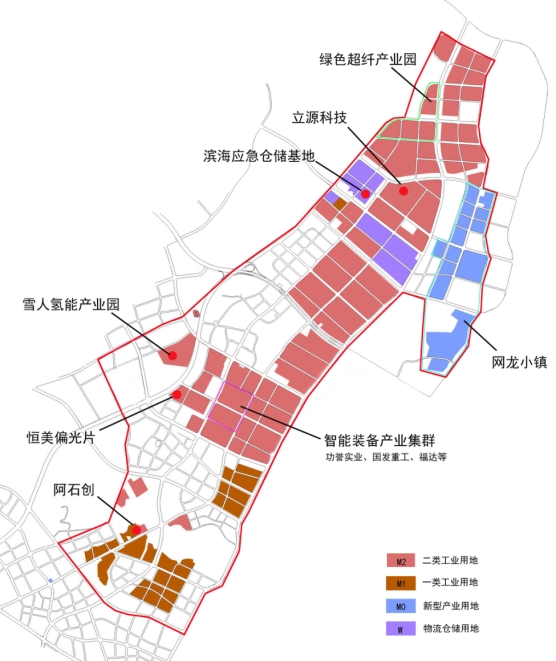 绿色超纤产业园
立源科技
滨海应急仓储基地
雪人氢能产业园
网龙小镇
恒美偏光片
智能装备产业集群
功誉实业、国发重工、福达等
阿石创
M2 二类工业用地
M1 一类工业用地
M0 新型产业用地
W 物流仓储用地